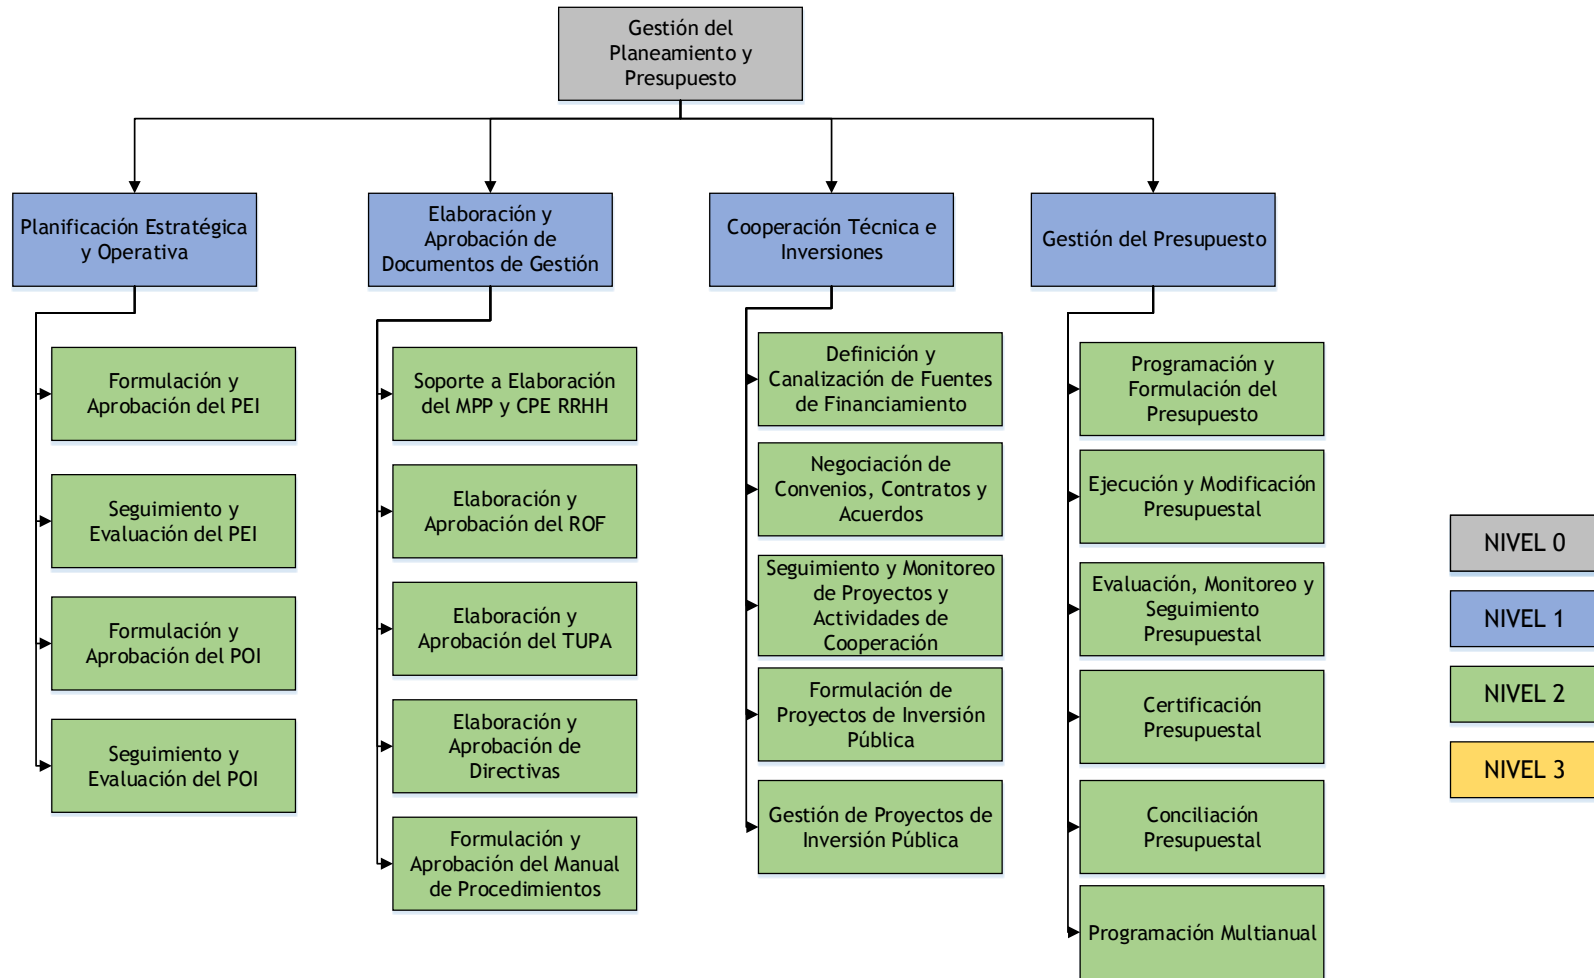 Gestión del
Planeamiento y
Presupuesto
Planificación Estratégica
y Operativa
Formulación y
Aprobación del PEI
Seguimiento y
Evaluación del PEI
Formulación y
Aprobación del POI
Seguimiento y
Evaluación del POI
Elaboración y
Aprobación de
Documentos de Gestión
Soporte a Elaboración
del MPP y CPE RRHH
Elaboración y
Aprobación del ROF
Elaboración y
Aprobación del TUPA
Elaboración y
Aprobación de
Directivas
Formulación y
Aprobación del Manual
de Procedimientos
Cooperación Técnica e
Inversiones
Definición y
Canalización de Fuentes
de Financiamiento
Negociación de
Convenios, Contratos y
Acuerdos
Seguimiento y Monitoreo
de Proyectos y
Actividades de
Cooperación
Formulación de
Proyectos de Inversión
Pública
Gestión de Proyectos de
Inversión Pública
Gestión del Presupuesto
Programación y
Formulación del
Presupuesto
Ejecución y Modificación
Presupuestal
Evaluación, Monitoreo y
Seguimiento
Presupuestal
Certificación
Presupuestal
Conciliación
Presupuestal
Programación Multianual
NIVEL 0
NIVEL 1
NIVEL 2
NIVEL 3